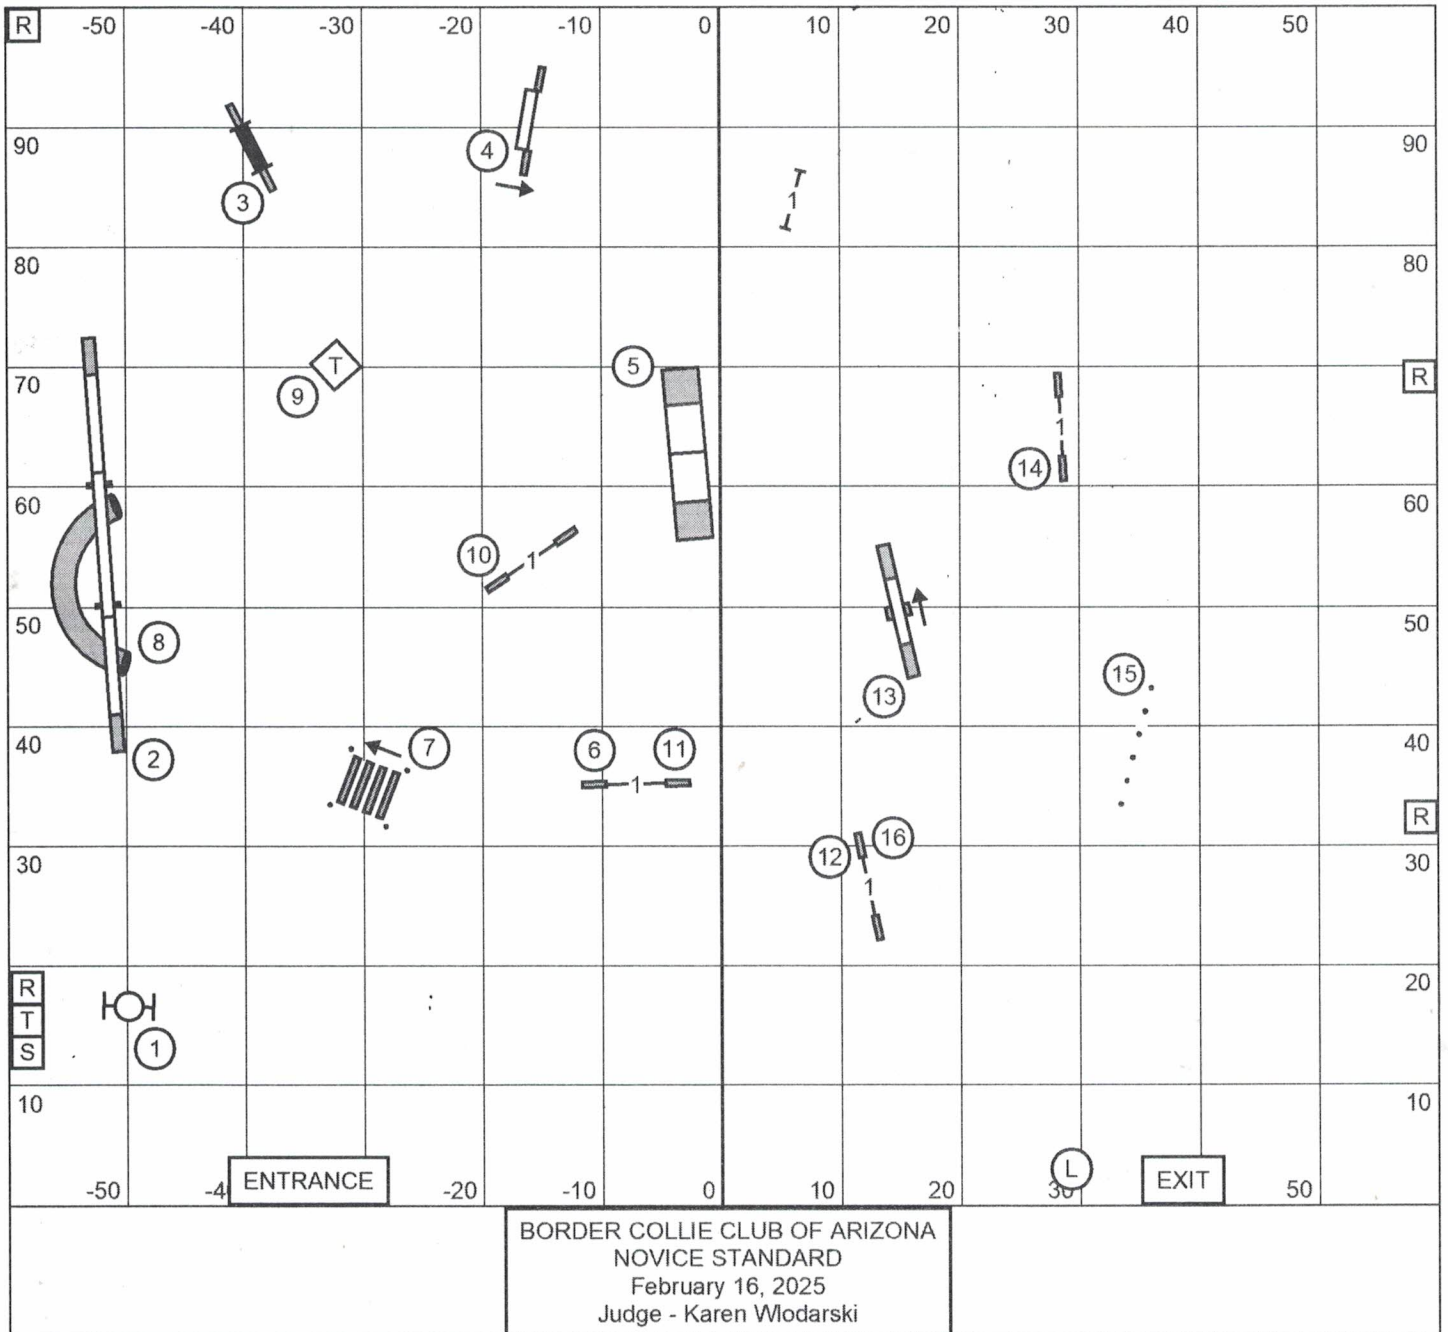 R -50 -40 -30 -20 -10 0 10 20 30 40 50
90 4 90
3 1
80 80
5
70 T R
9 1
14
60 60
10 1
50 8 50
15
13
40 7 6 11 40
2 1
R
12 16
30 30
1
R 20 20
T
S 1
10 10
L
-50 -4 ENTRANCE -20 -10 0 10 20 30 EXIT 50
BORDER COLLIE CLUB OF ARIZONA
NOVICE STANDARD
February 16, 2025
Judge - Karen Wlodarski